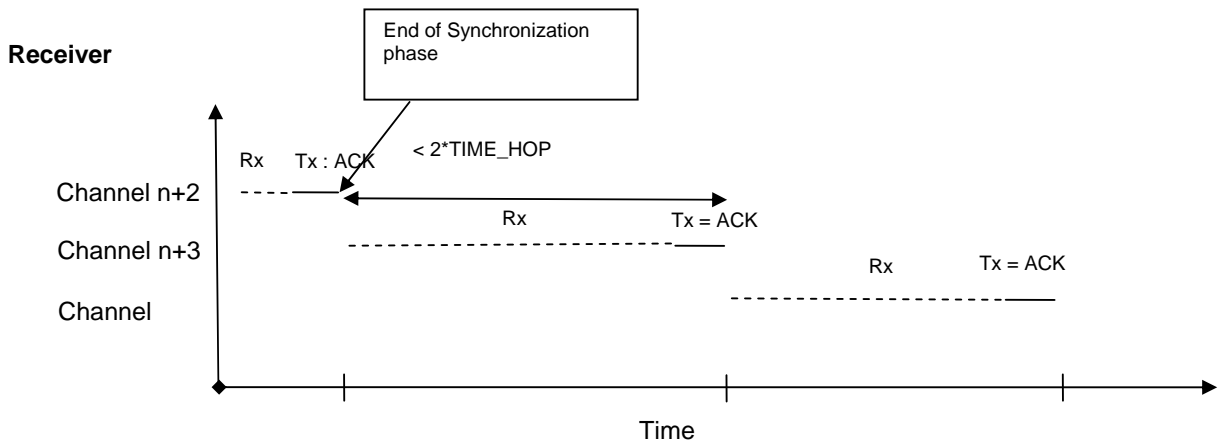 End of Synchronization
phase
Receiver
Rx
Tx : ACK
< 2*TIME_HOP
Channel n+2
Rx
Tx = ACK
Channel n+3
Rx
Tx = ACK
Channel
Time